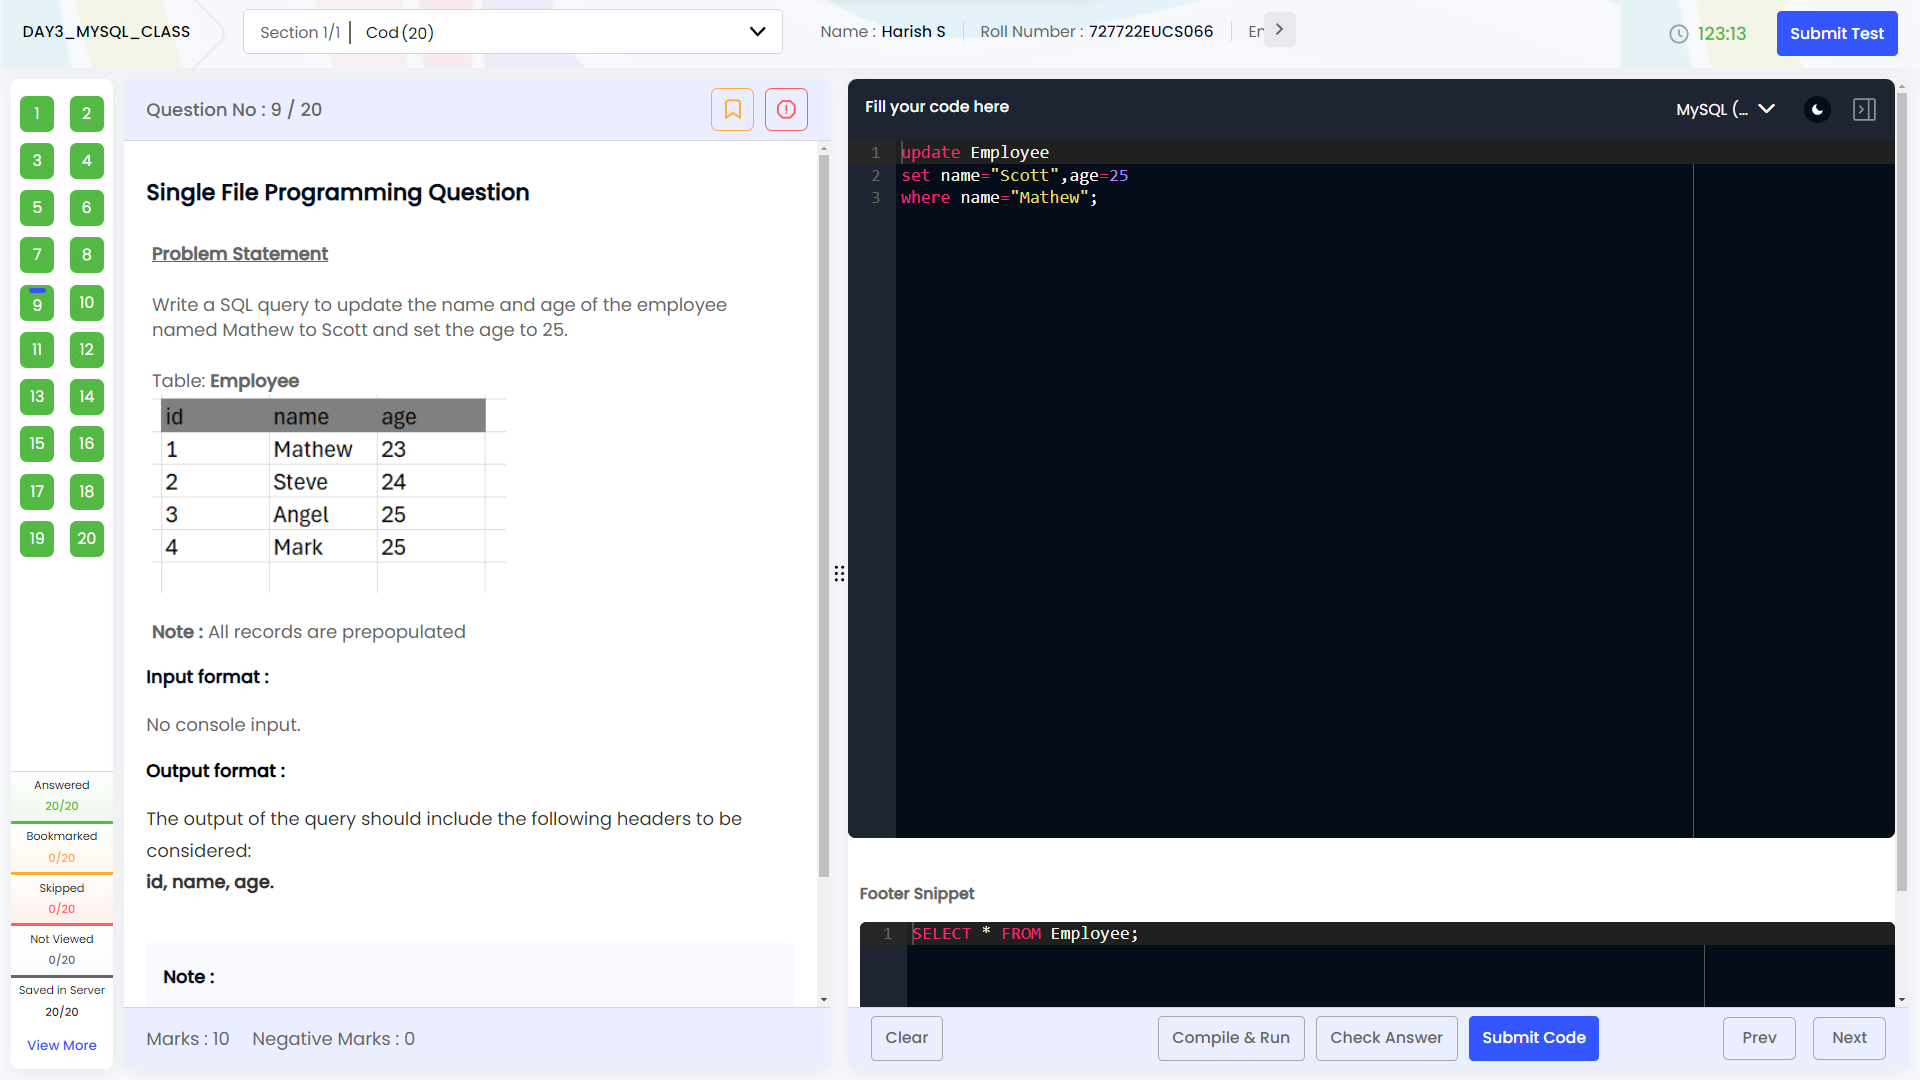 DAY3_MYSQL_CLASS
Section 1/1 | Cod (20)
Name : Harish S
Roll Number : 727722EUCS066
123:13
Submit Test
1 2
3 4
5 6
7 8
9 10
11 12
13 14
15 16
17 18
19 20
Answered
20/20
Bookmarked
0/20
Skipped
0/20
Not Viewed
0/20
Saved in Server
20/20
View More
Question No : 9 / 20
Single File Programming Question
Problem Statement
Write a SQL query to update the name and age of the employee
named Mathew to Scott and set the age to 25.
Table: Employee
id name age
1 Mathew 23
2 Steve 24
3 Angel 25
4 Mark 25
Note : All records are prepopulated
Input format :
No console input.
Output format :
The output of the query should include the following headers to be
considered:
id, name, age.
Note :
Marks : 10 Negative Marks : 0
Fill your code here
MySQL (...
1 update Employee
2 set name="Scott",age=25
3 where name="Mathew";
Footer Snippet
1 SELECT * FROM Employee;
Clear
Compile & Run
Check Answer
Submit Code
Prev
Next